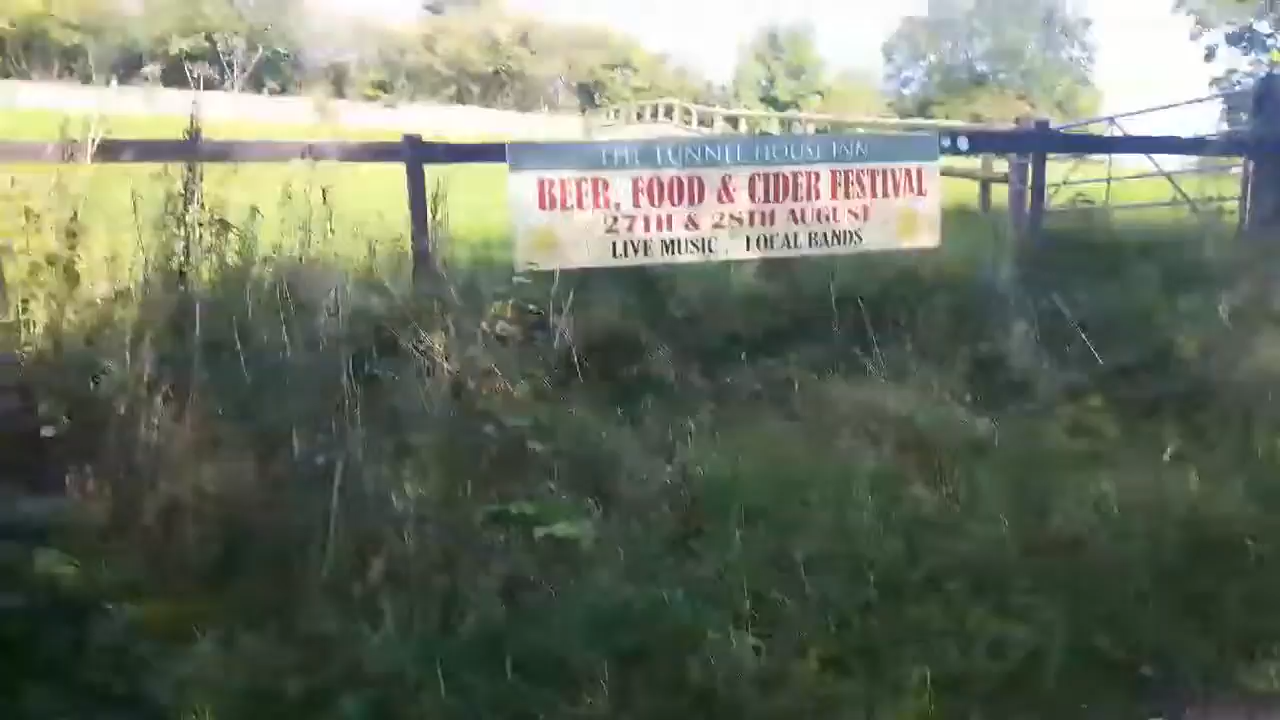 THE TUNNEL HOUSE INN
BEER, FOOD & CIDER FESTIVAL
27TH & 28TH AUGUST
LIVE MUSIC . LOCAL BANDS